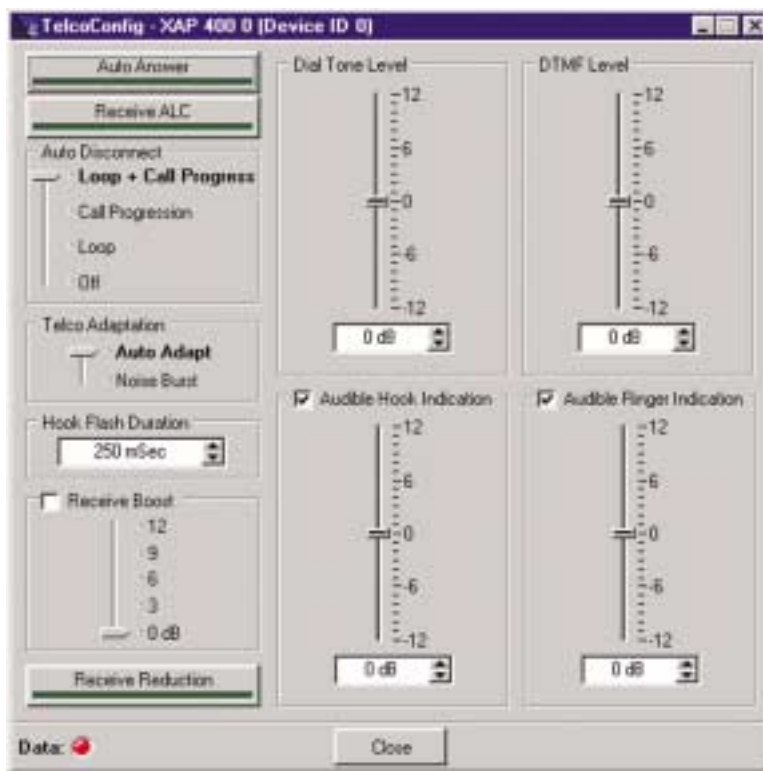 TelcoConfig - XAP 400 0 (Device ID 0)
Auto Answer
Receive ALC
Auto Disconnect
Loop + Call Progress
Call Progression
Loop
Off
Telco Adaptation
Auto Adapt
Noise Burst
Hook Flash Duration
250 mSec
Receive Boost
12
9
6
3
0 dB
Receive Reduction
Dial Tone Level
12
6
0
-6
-12
0 dB
DTMF Level
12
6
0
-6
-12
0 dB
Audible Hook Indication
12
6
0
-6
-12
0 dB
Audible Ringer Indication
12
6
0
-6
-12
0 dB
Data:
Close